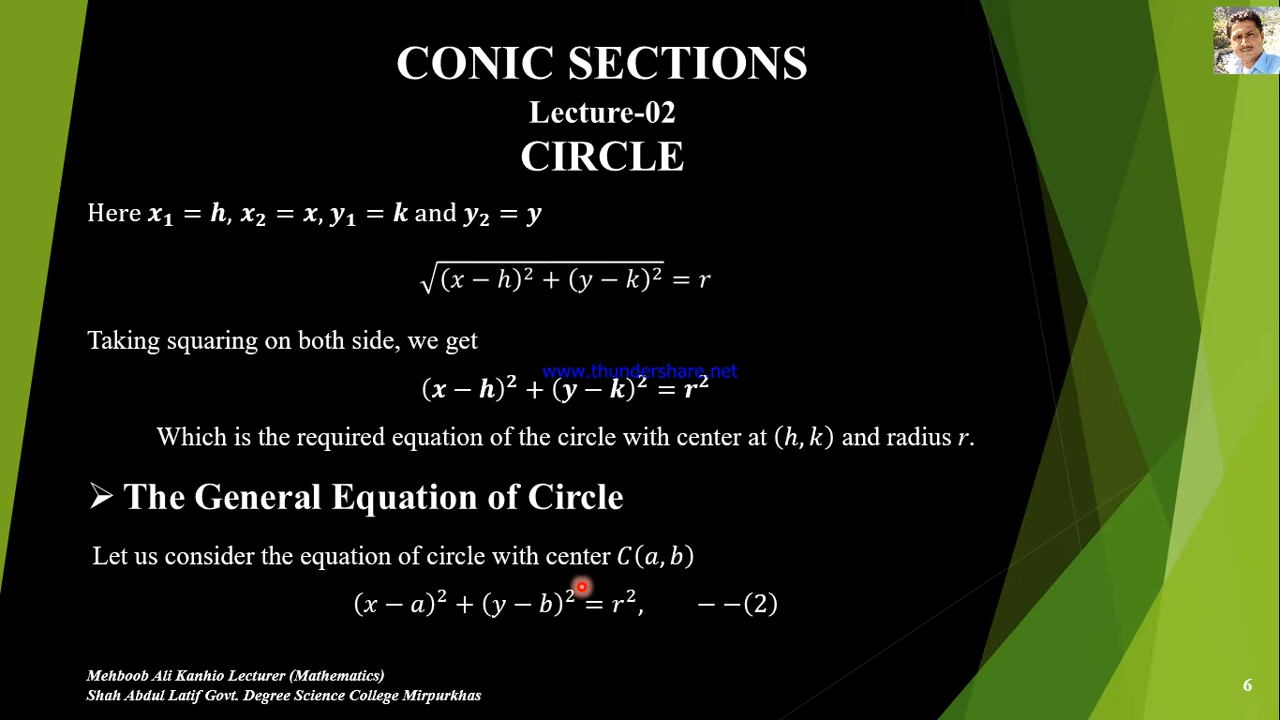 CONIC SECTIONS
Lecture-02
CIRCLE
Here x₁ = h, x₂ = x, y₁ = k and y₂ = y
√(x − h)² + (y − k)² = r
Taking squaring on both side, we get
www.thundershare.net
(x − h)² + (y − k)² = r²
Which is the required equation of the circle with center at (h, k) and radius r.
➢ The General Equation of Circle
Let us consider the equation of circle with center C(a, b)
(x − a)² + (y − b)² = r², − −(2)
Mehboob Ali Kanhio Lecturer (Mathematics)
Shah Abdul Latif Govt. Degree Science College Mirpurkhas
6